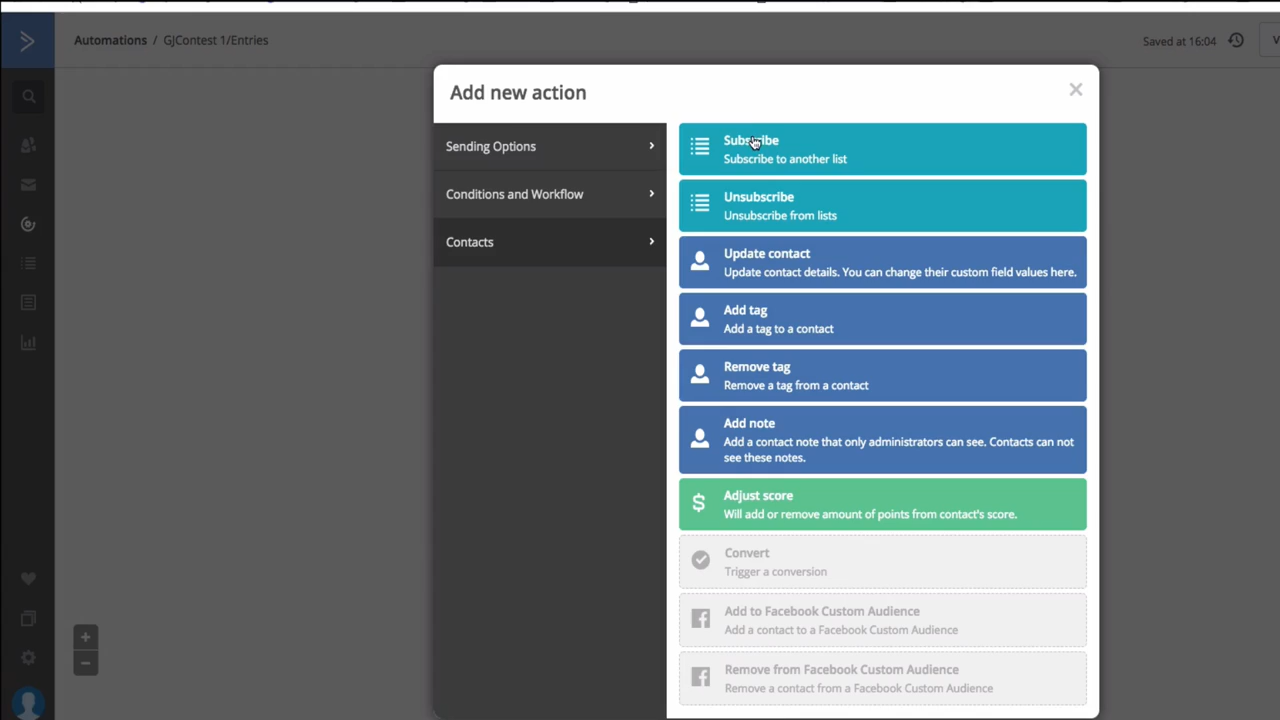 Automations / GJContest 1/Entries
Saved at 16:04
Add new action
Sending Options
Conditions and Workflow
Contacts
Subscribe
Subscribe to another list
Unsubscribe
Unsubscribe from lists
Update contact
Update contact details. You can change their custom field values here.
Add tag
Add a tag to a contact
Remove tag
Remove a tag from a contact
Add note
Add a contact note that only administrators can see. Contacts can not
see these notes.
Adjust score
Will add or remove amount of points from contact's score.
Convert
Trigger a conversion
Add to Facebook Custom Audience
Add a contact to a Facebook Custom Audience
Remove from Facebook Custom Audience
Remove a contact from a Facebook Custom Audience